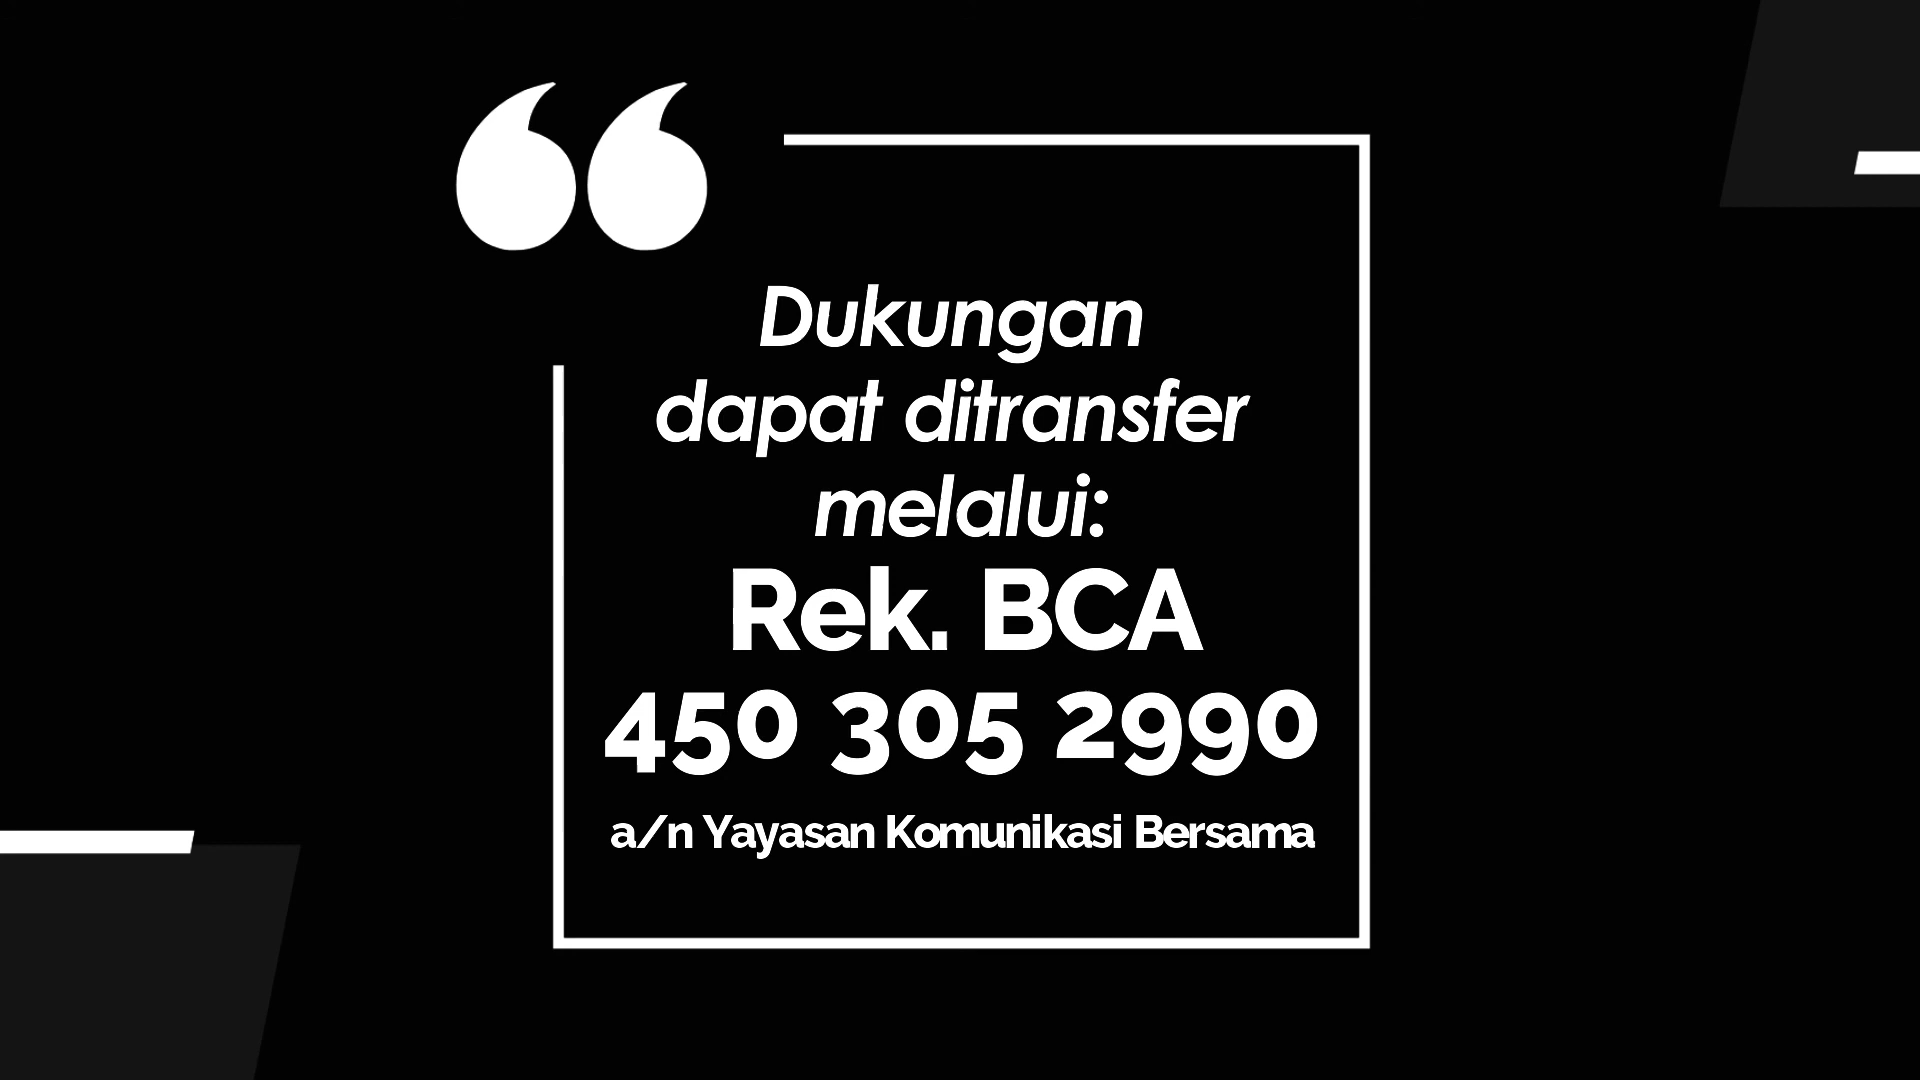 Dukungan
dapat ditransfer
melalui:
Rek. BCA
450 305 2990
a/n Yayasan Komunikasi Bersama